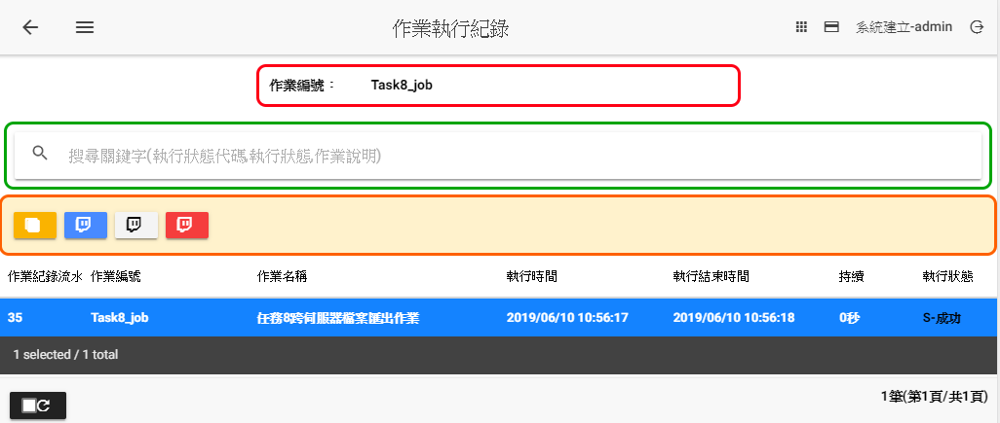 作業執行紀錄
系統建立-admin
作業編號： Task8_job
搜尋關鍵字(執行狀態代碼,執行狀態,作業說明)
作業紀錄流水 作業編號 作業名稱 執行時間 執行結束時間 持續 執行狀態
35 Task8_job 任務8跨伺服器檔案匯出作業 2019/06/10 10:56:17 2019/06/10 10:56:18 0秒 S-成功
1 selected / 1 total
1筆(第1頁/共1頁)